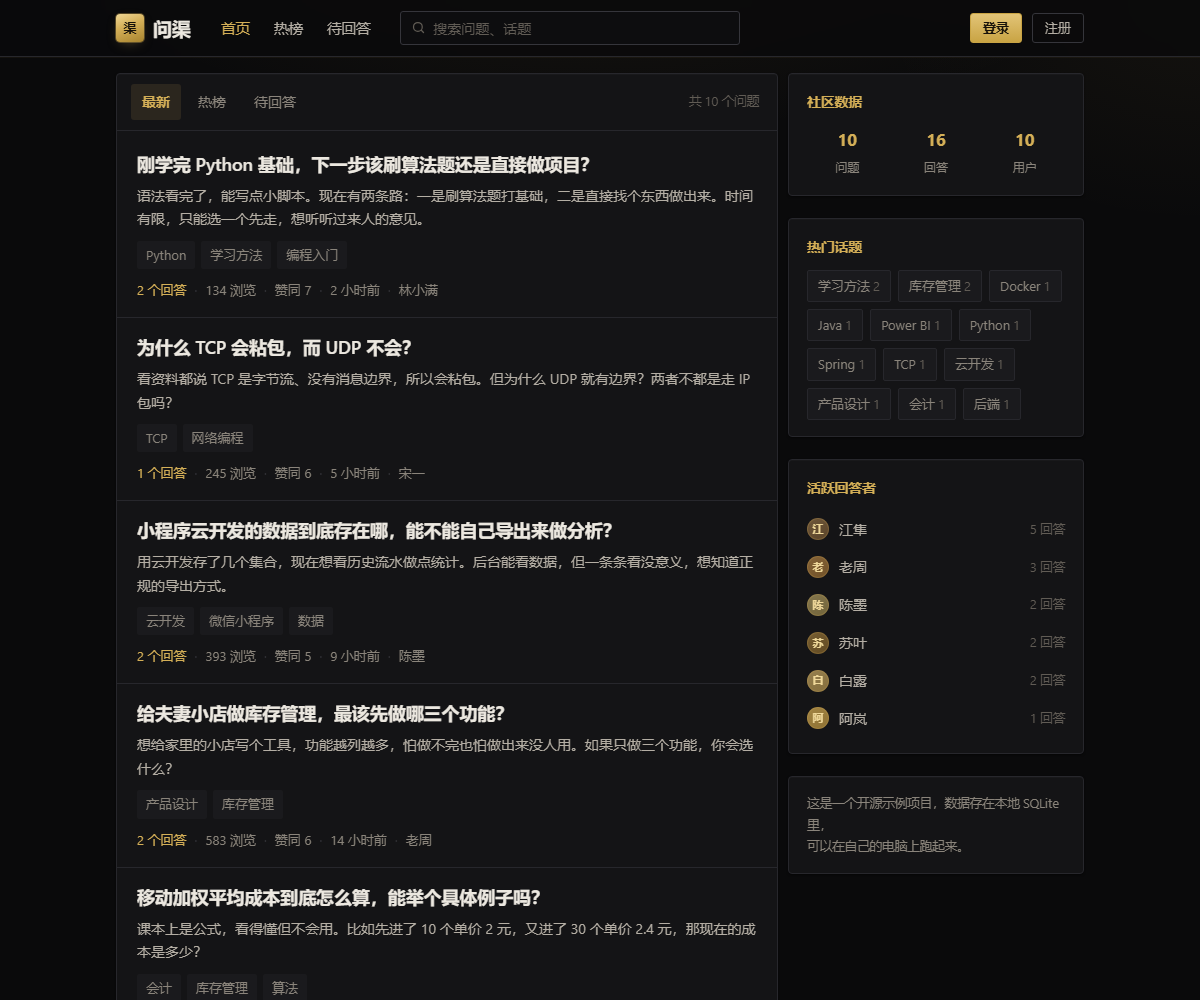 渠 问渠 首页 热榜 待回答 搜索问题、话题 登录 注册
最新 热榜 待回答 共 10 个问题
刚学完 Python 基础，下一步该刷算法题还是直接做项目？
语法看完了，能写点小脚本。现在有两条路：一是刷算法题打基础，二是直接找个东西做出来。时间
有限，只能选一个先走，想听听过来人的意见。
Python 学习方法 编程入门
2 个回答 · 134 浏览 · 赞同 7 · 2 小时前 · 林小满
为什么 TCP 会粘包，而 UDP 不会？
看资料都说 TCP 是字节流、没有消息边界，所以会粘包。但为什么 UDP 就有边界？两者不都是走 IP
包吗？
TCP 网络编程
1 个回答 · 245 浏览 · 赞同 6 · 5 小时前 · 宋一
小程序云开发的数据到底存在哪，能不能自己导出来做分析？
用云开发存了几个集合，现在想看历史流水做点统计。后台能看数据，但一条条看没意义，想知道正
规的导出方式。
云开发 微信小程序 数据
2 个回答 · 393 浏览 · 赞同 5 · 9 小时前 · 陈墨
给夫妻小店做库存管理，最该先做哪三个功能？
想给家里的小店写个工具，功能越列越多，怕做不完也怕做出来没人用。如果只做三个功能，你会选
什么？
产品设计 库存管理
2 个回答 · 583 浏览 · 赞同 6 · 14 小时前 · 老周
移动加权平均成本到底怎么算，能举个具体例子吗？
课本上是公式，看得懂但不会用。比如先进了 10 个单价 2 元，又进了 30 个单价 2.4 元，那现在的成
本是多少？
会计 库存管理 算法
社区数据
10 16 10
问题 回答 用户
热门话题
学习方法 2 库存管理 2 Docker 1
Java 1 Power BI 1 Python 1
Spring 1 TCP 1 云开发 1
产品设计 1 会计 1 后端 1
活跃回答者
江 江隼 5 回答
老 老周 3 回答
陈 陈墨 2 回答
苏 苏叶 2 回答
白 白露 2 回答
阿 阿岚 1 回答
这是一个开源示例项目，数据存在本地 SQLite
里，
可以在自己的电脑上跑起来。